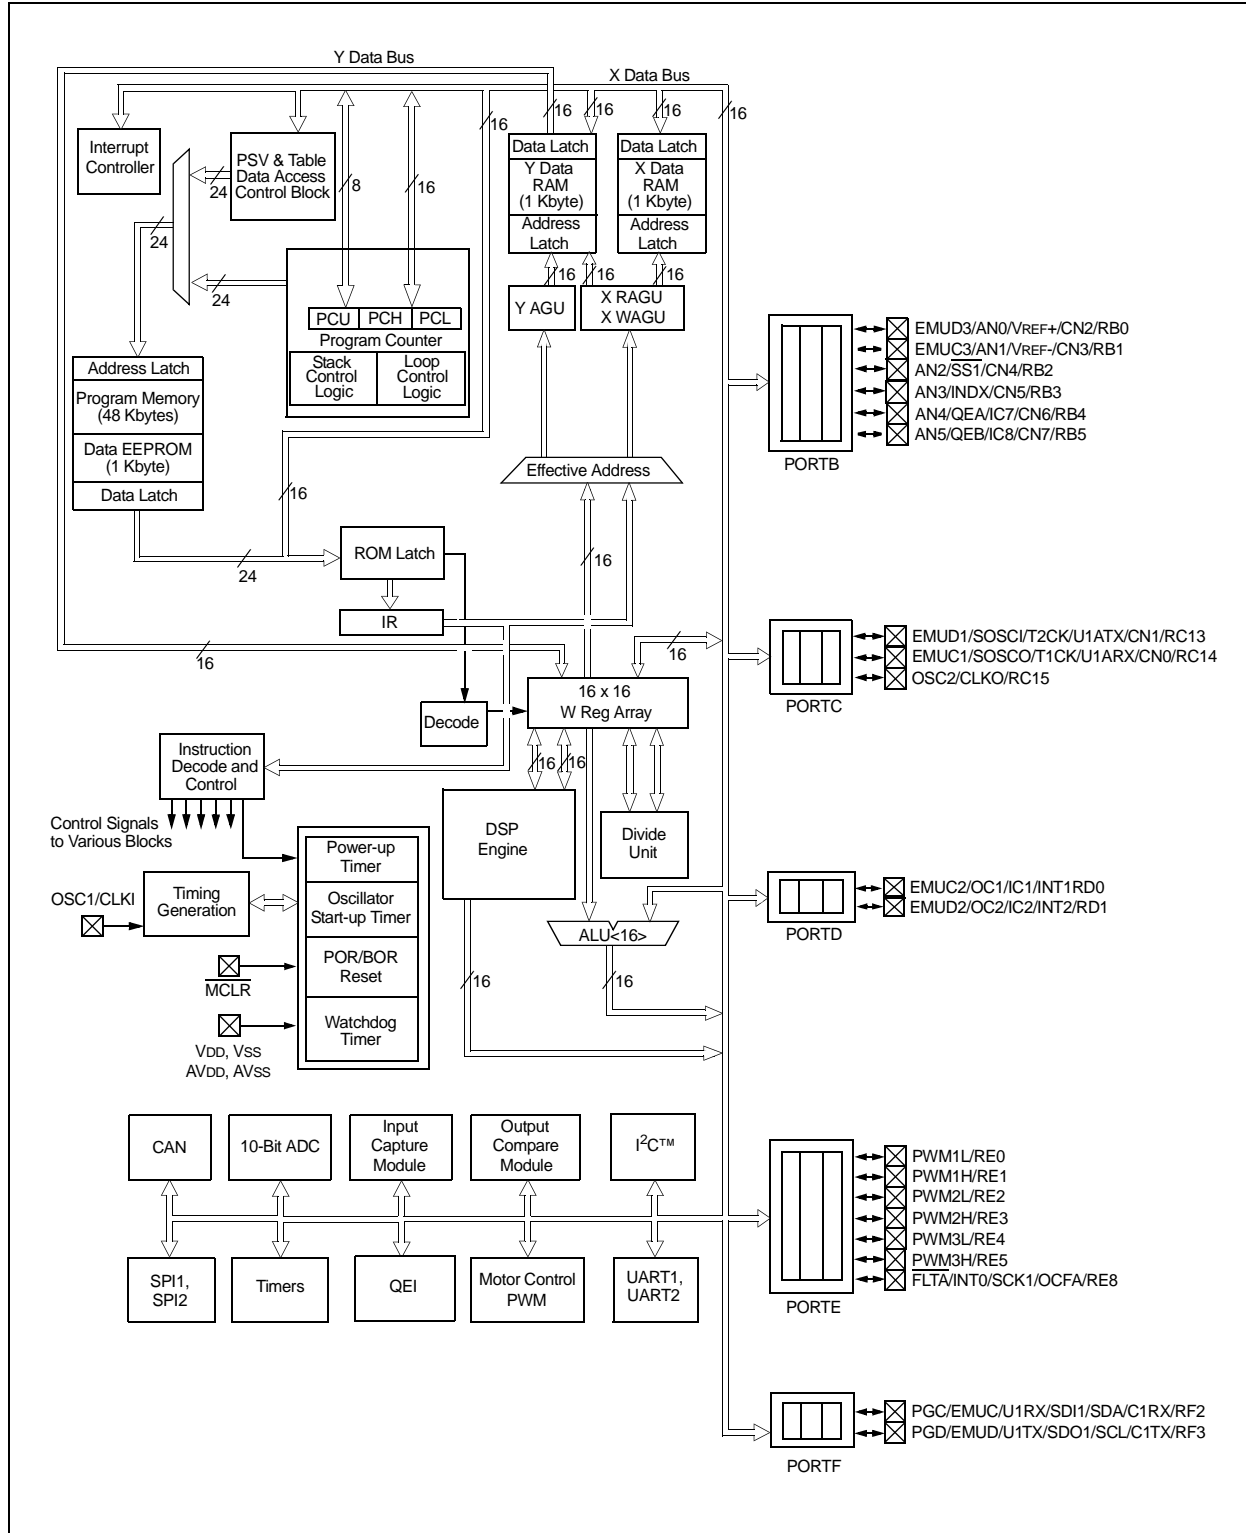 Y Data Bus
X Data Bus
16
16
16
16
16
Interrupt
Controller
PSV & Table
Data Access
Control Block
24
8
16
24
24
Data Latch
Y Data
RAM
(1 Kbyte)
Address
Latch
Data Latch
X Data
RAM
(1 Kbyte)
Address
Latch
16
16
16
Y AGU
X RAGU
X WAGU
PCU
PCH
PCL
Program Counter
Stack
Control
Logic
Loop
Control
Logic
Address Latch
Program Memory
(48 Kbytes)
Data EEPROM
(1 Kbyte)
Data Latch
16
24
Effective Address
16
ROM Latch
IR
16
16
16 x 16
W Reg Array
Decode
Instruction
Decode and
Control
Control Signals
to Various Blocks
16
16
DSP
Engine
Divide
Unit
Power-up
Timer
Oscillator
Start-up Timer
POR/BOR
Reset
Watchdog
Timer
OSC1/CLKI
Timing
Generation
MCLR
VDD, VSS
AVDD, AVSS
ALU<16>
16
16
EMUD3/AN0/VREF+/CN2/RB0
EMUC3/AN1/VREF-/CN3/RB1
AN2/SS1/CN4/RB2
AN3/INDX/CN5/RB3
AN4/QEA/IC7/CN6/RB4
AN5/QEB/IC8/CN7/RB5
PORTB
EMUD1/SOSCI/T2CK/U1ATX/CN1/RC13
EMUC1/SOSCO/T1CK/U1ARX/CN0/RC14
OSC2/CLKO/RC15
PORTC
EMUC2/OC1/IC1/INT1RD0
EMUD2/OC2/IC2/INT2/RD1
PORTD
CAN
10-Bit ADC
Input
Capture
Module
Output
Compare
Module
I2C™
SPI1,
SPI2
Timers
QEI
Motor Control
PWM
UART1,
UART2
PWM1L/RE0
PWM1H/RE1
PWM2L/RE2
PWM2H/RE3
PWM3L/RE4
PWM3H/RE5
FLTA/INT0/SCK1/OCFA/RE8
PORTE
PGC/EMUC/U1RX/SDI1/SDA/C1RX/RF2
PGD/EMUD/U1TX/SDO1/SCL/C1TX/RF3
PORTF